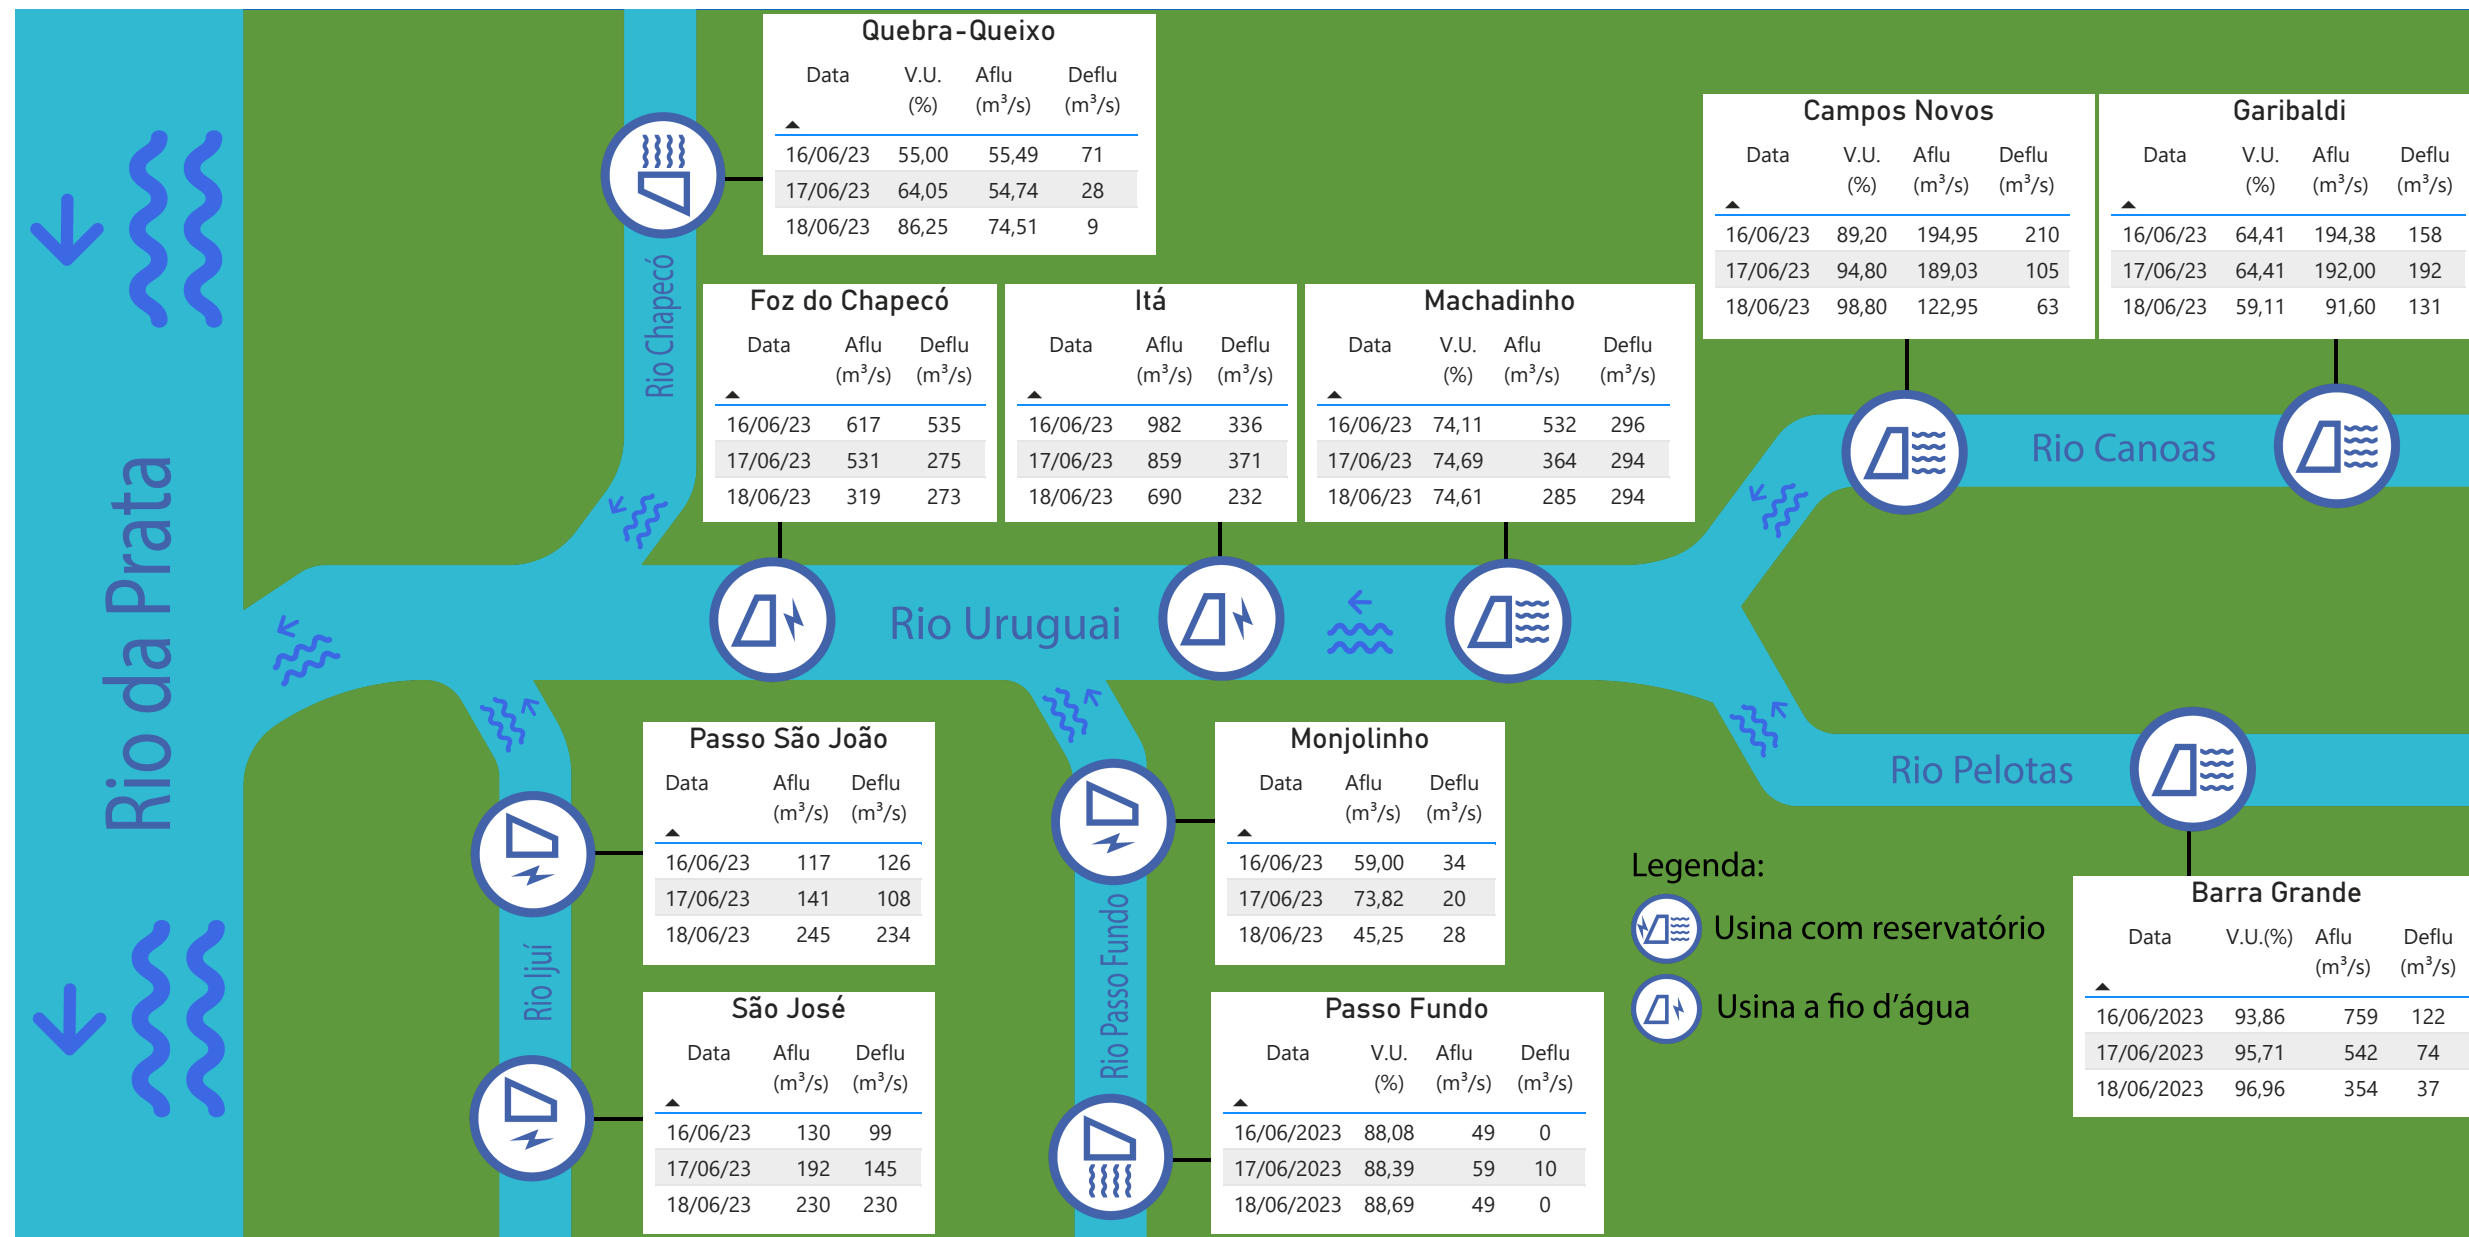 Quebra-Queixo
Data V.U. (%) Aflu (m³/s) Deflu (m³/s)
16/06/23 55,00 55,49 71
17/06/23 64,05 54,74 28
18/06/23 86,25 74,51 9
Campos Novos
Data V.U. (%) Aflu (m³/s) Deflu (m³/s)
16/06/23 89,20 194,95 210
17/06/23 94,80 189,03 105
18/06/23 98,80 122,95 63
Garibaldi
Data V.U. (%) Aflu (m³/s) Deflu (m³/s)
16/06/23 64,41 194,38 158
17/06/23 64,41 192,00 192
18/06/23 59,11 91,60 131
Foz do Chapecó
Data Aflu (m³/s) Deflu (m³/s)
16/06/23 617 535
17/06/23 531 275
18/06/23 319 273
Itá
Data Aflu (m³/s) Deflu (m³/s)
16/06/23 982 336
17/06/23 859 371
18/06/23 690 232
Machadinho
Data V.U. (%) Aflu (m³/s) Deflu (m³/s)
16/06/23 74,11 532 296
17/06/23 74,69 364 294
18/06/23 74,61 285 294
Rio Chapecó
Rio Canoas
Rio da Prata
Rio Uruguai
Rio Pelotas
Passo São João
Data Aflu (m³/s) Deflu (m³/s)
16/06/23 117 126
17/06/23 141 108
18/06/23 245 234
Monjolinho
Data Aflu (m³/s) Deflu (m³/s)
16/06/23 59,00 34
17/06/23 73,82 20
18/06/23 45,25 28
Rio Ijuí
Rio Passo Fundo
Legenda:
Usina com reservatório
Usina a fio d’água
Barra Grande
Data V.U.(%) Aflu (m³/s) Deflu (m³/s)
16/06/2023 93,86 759 122
17/06/2023 95,71 542 74
18/06/2023 96,96 354 37
São José
Data Aflu (m³/s) Deflu (m³/s)
16/06/23 130 99
17/06/23 192 145
18/06/23 230 230
Passo Fundo
Data V.U. (%) Aflu (m³/s) Deflu (m³/s)
16/06/2023 88,08 49 0
17/06/2023 88,39 59 10
18/06/2023 88,69 49 0